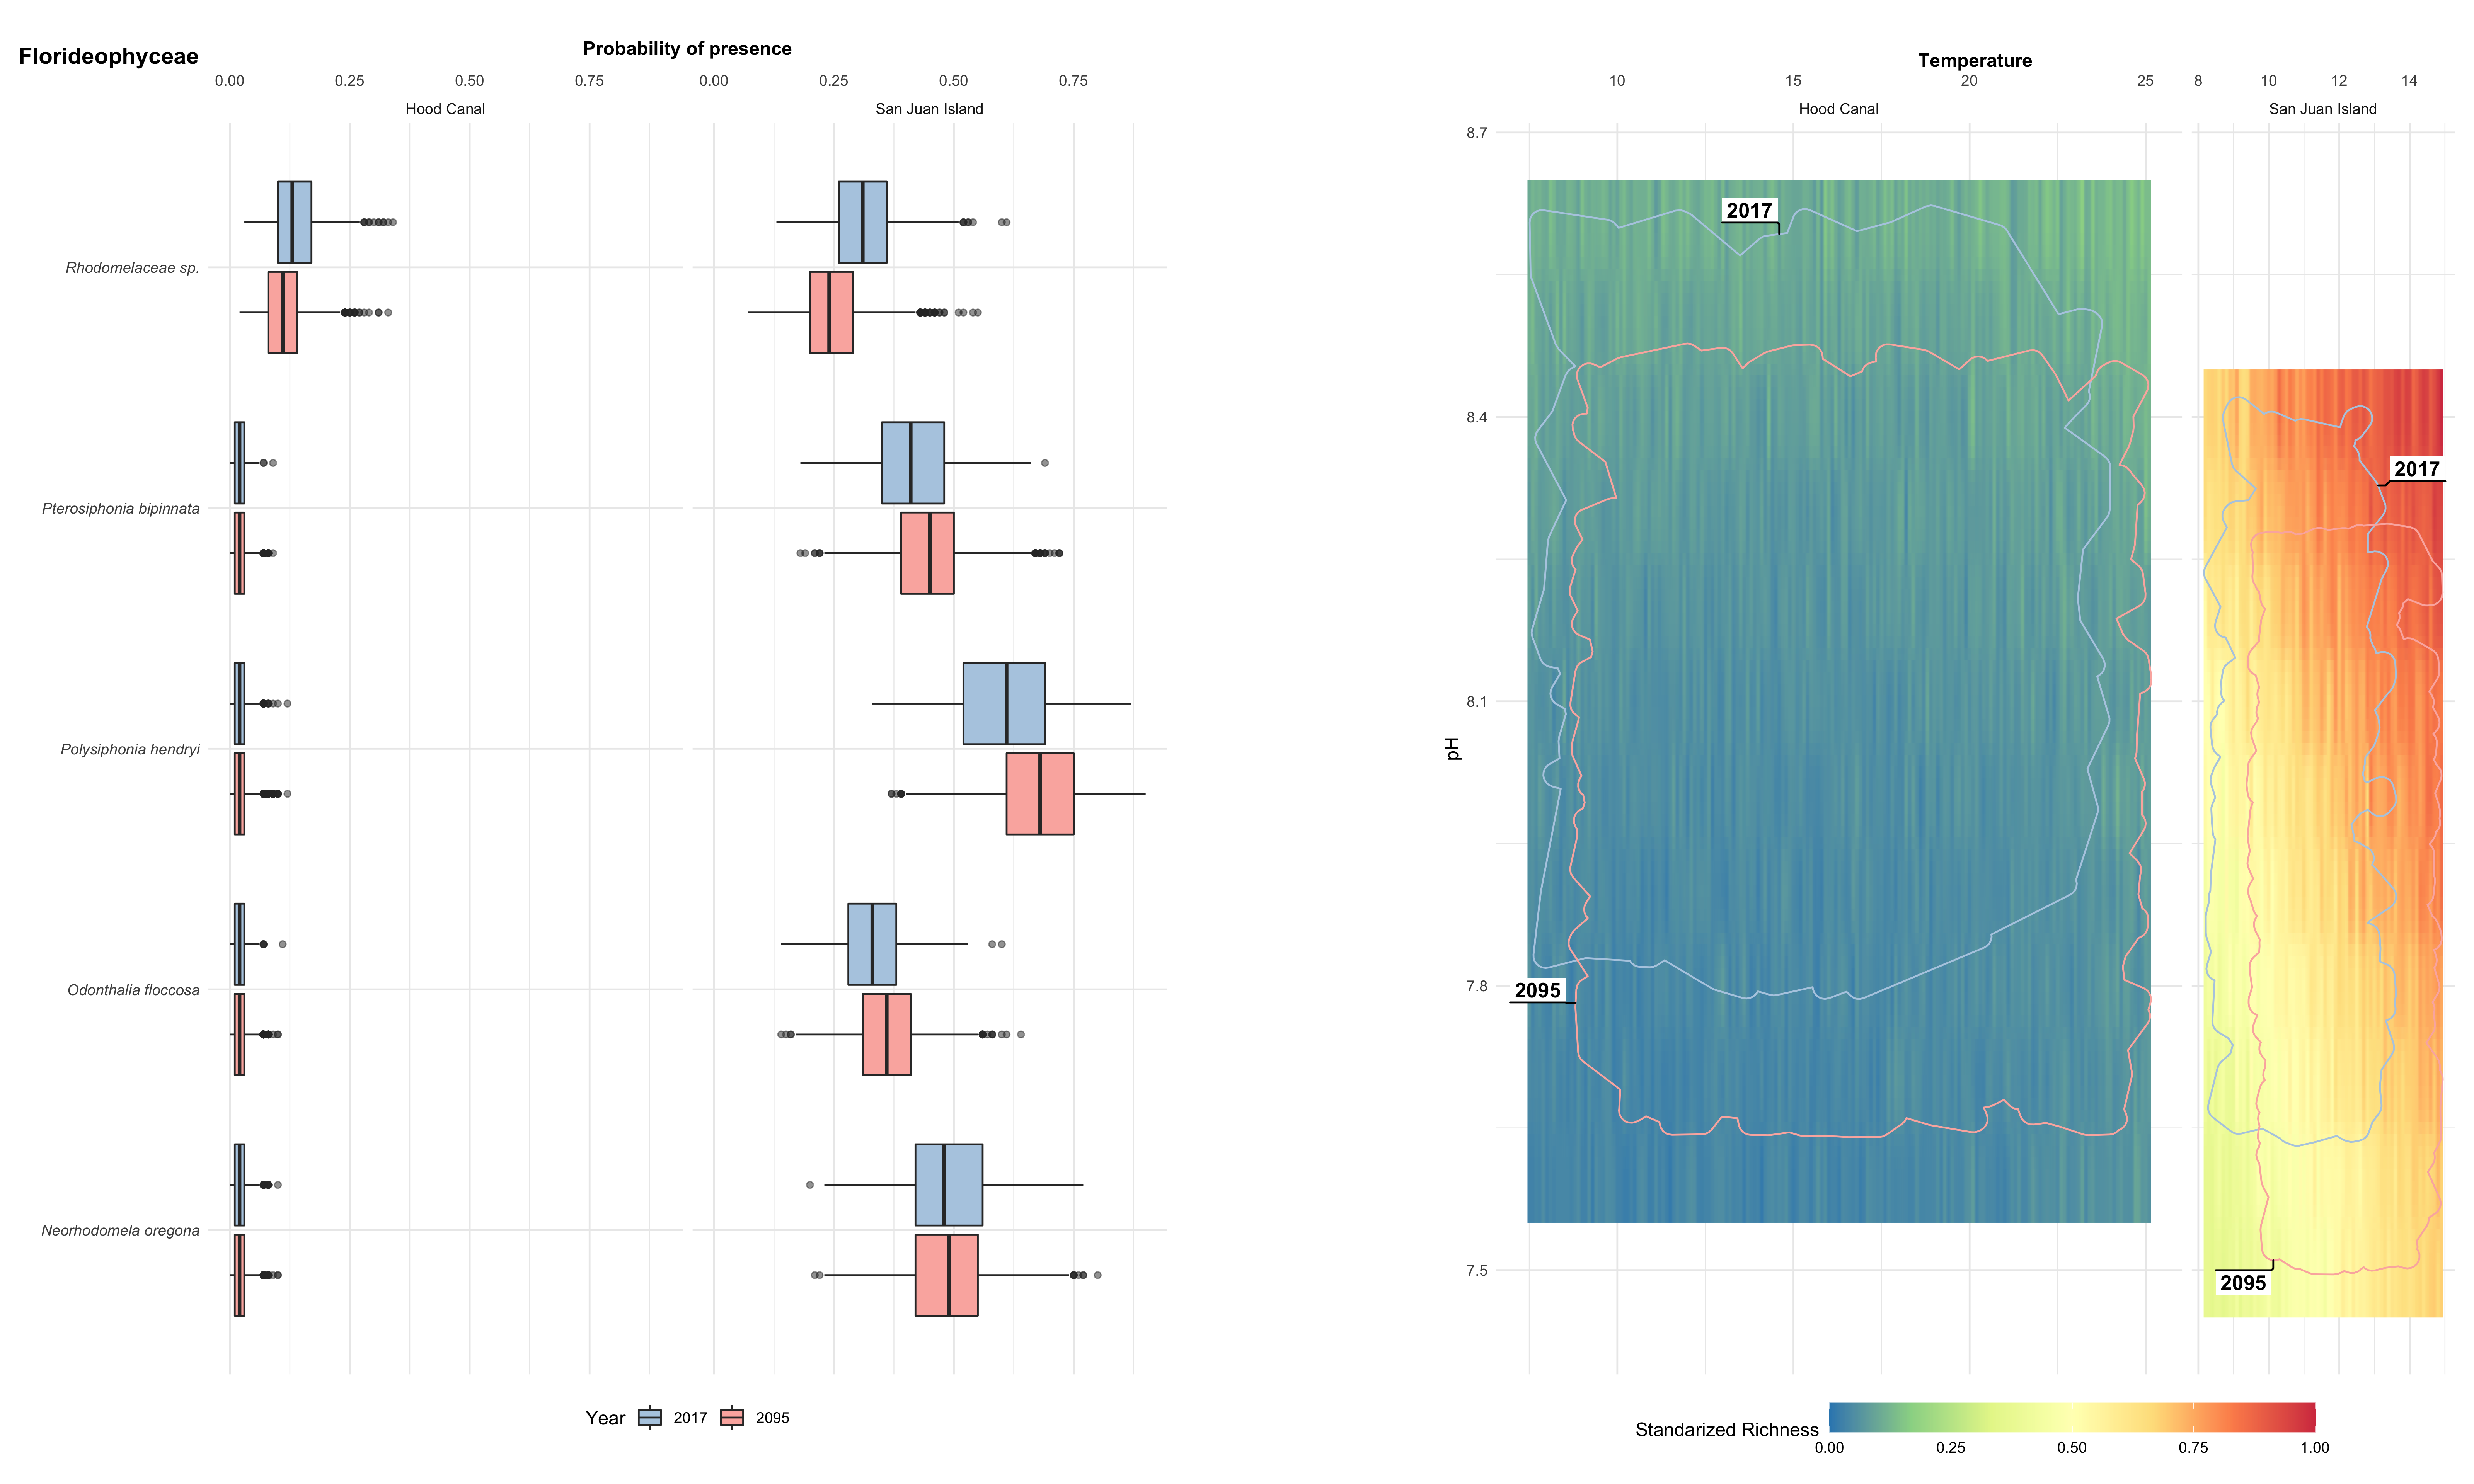 Florideophyceae
Probability of presence
0.00 0.25 0.50 0.75 0.00 0.25 0.50 0.75
Hood Canal San Juan Island
Rhodomelaceae sp.
Pterosiphonia bipinnata
Polysiphonia hendryi
Odonthalia floccosa
Neorhodomela oregona
Year 2017 2095
Temperature
10 15 20 25 8 10 12 14
Hood Canal San Juan Island
8.7
8.4
8.1
7.8
7.5
pH
2017
2017
2095
2095
Standarized Richness
0.00 0.25 0.50 0.75 1.00